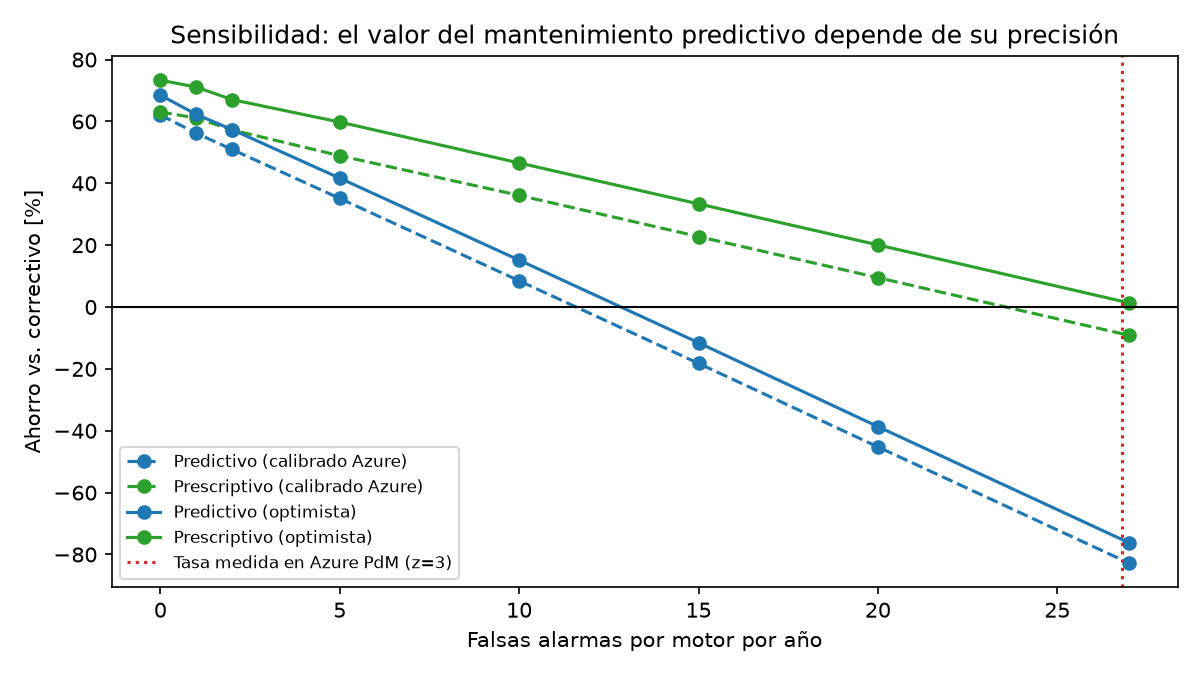 Sensibilidad: el valor del mantenimiento predictivo depende de su precisión
Ahorro vs. correctivo [%]
80
60
40
20
0
−20
−40
−60
−80
Predictivo (calibrado Azure)
Prescriptivo (calibrado Azure)
Predictivo (optimista)
Prescriptivo (optimista)
Tasa medida en Azure PdM (z=3)
0 5 10 15 20 25
Falsas alarmas por motor por año